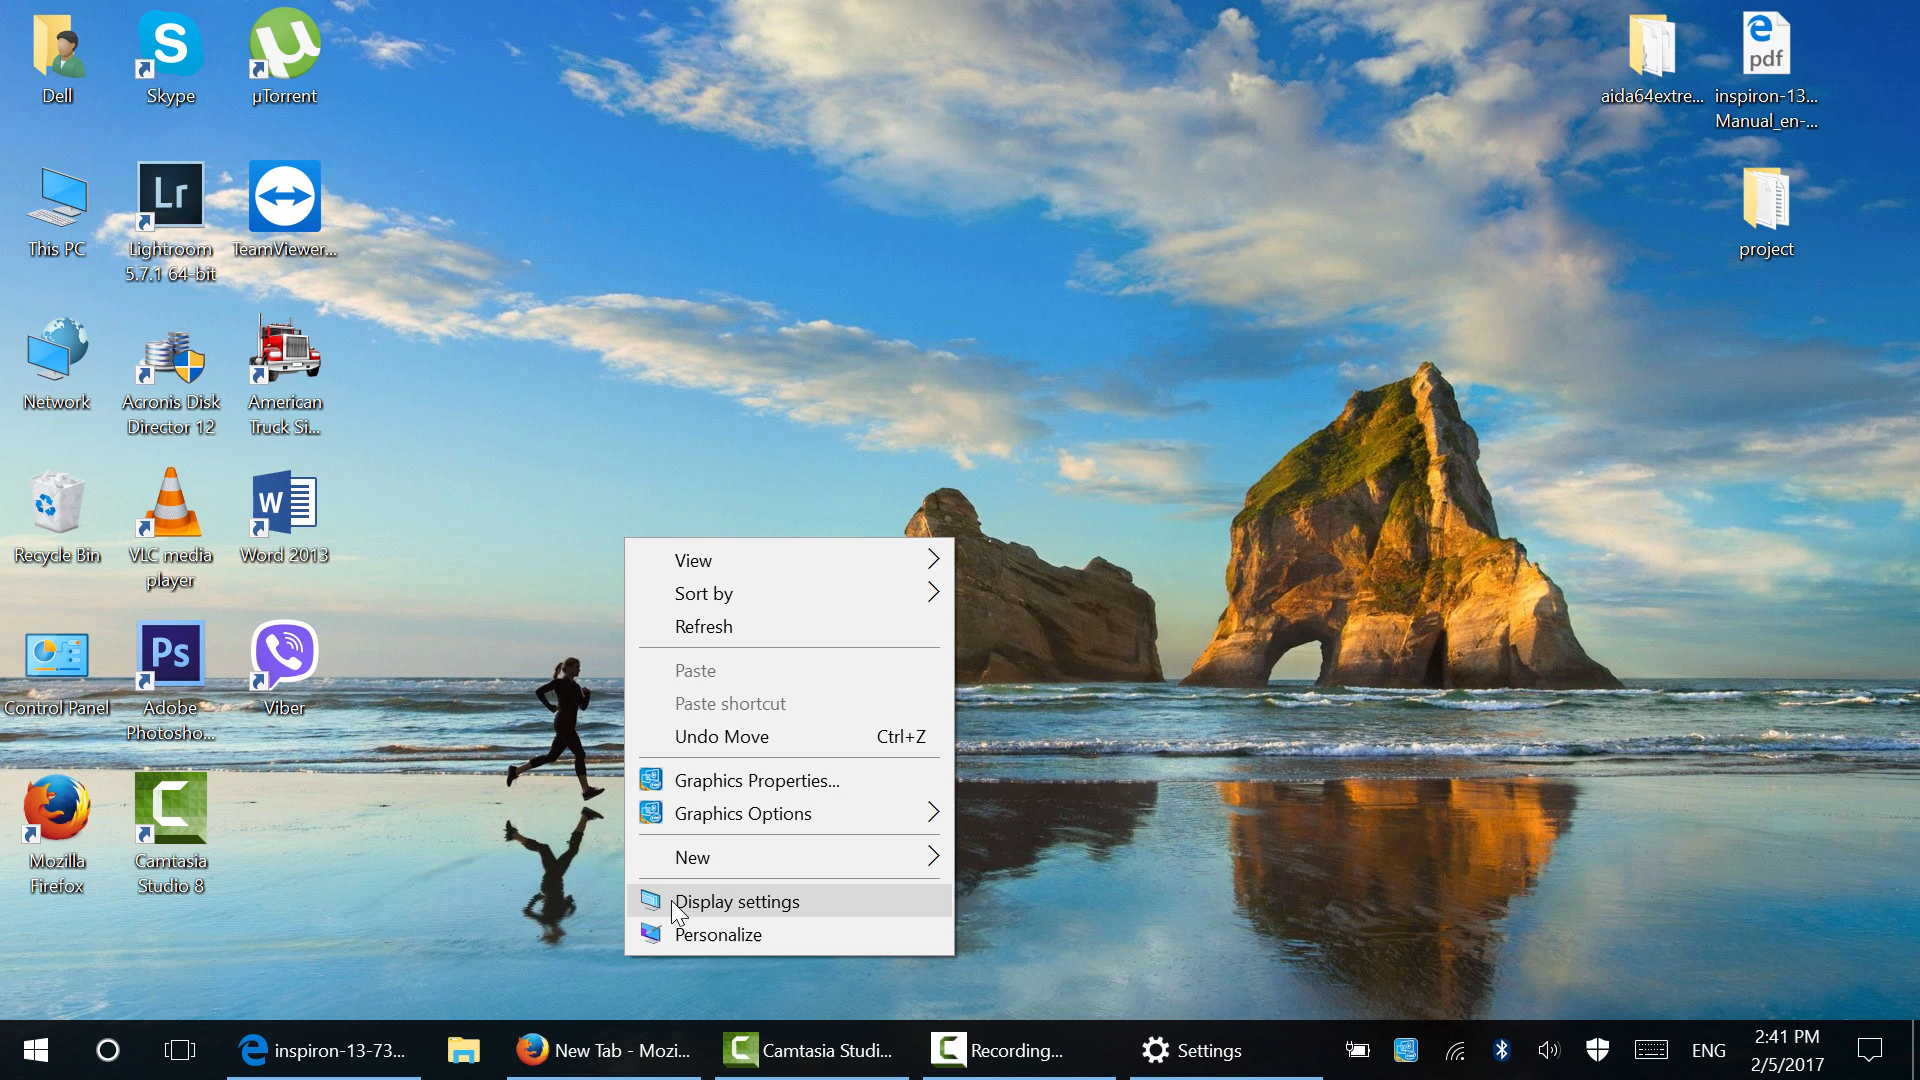 Dell
Skype
µTorrent
aida64extre...
inspiron-13...
Manual_en-...
pdf
This PC
Lr
Lightroom
5.7.1 64-bit
TeamViewer...
project
Network
Acronis Disk
Director 12
American
Truck Si...
Recycle Bin
VLC media
player
W
Word 2013
Control Panel
Ps
Adobe
Photosho...
Viber
Mozilla
Firefox
Camtasia
Studio 8
View
Sort by
Refresh
Paste
Paste shortcut
Undo Move Ctrl+Z
Graphics Properties...
Graphics Options
New
Display settings
Personalize
inspiron-13-73...
New Tab - Mozi...
Camtasia Studi...
Recording...
Settings
ENG
2:41 PM
2/5/2017